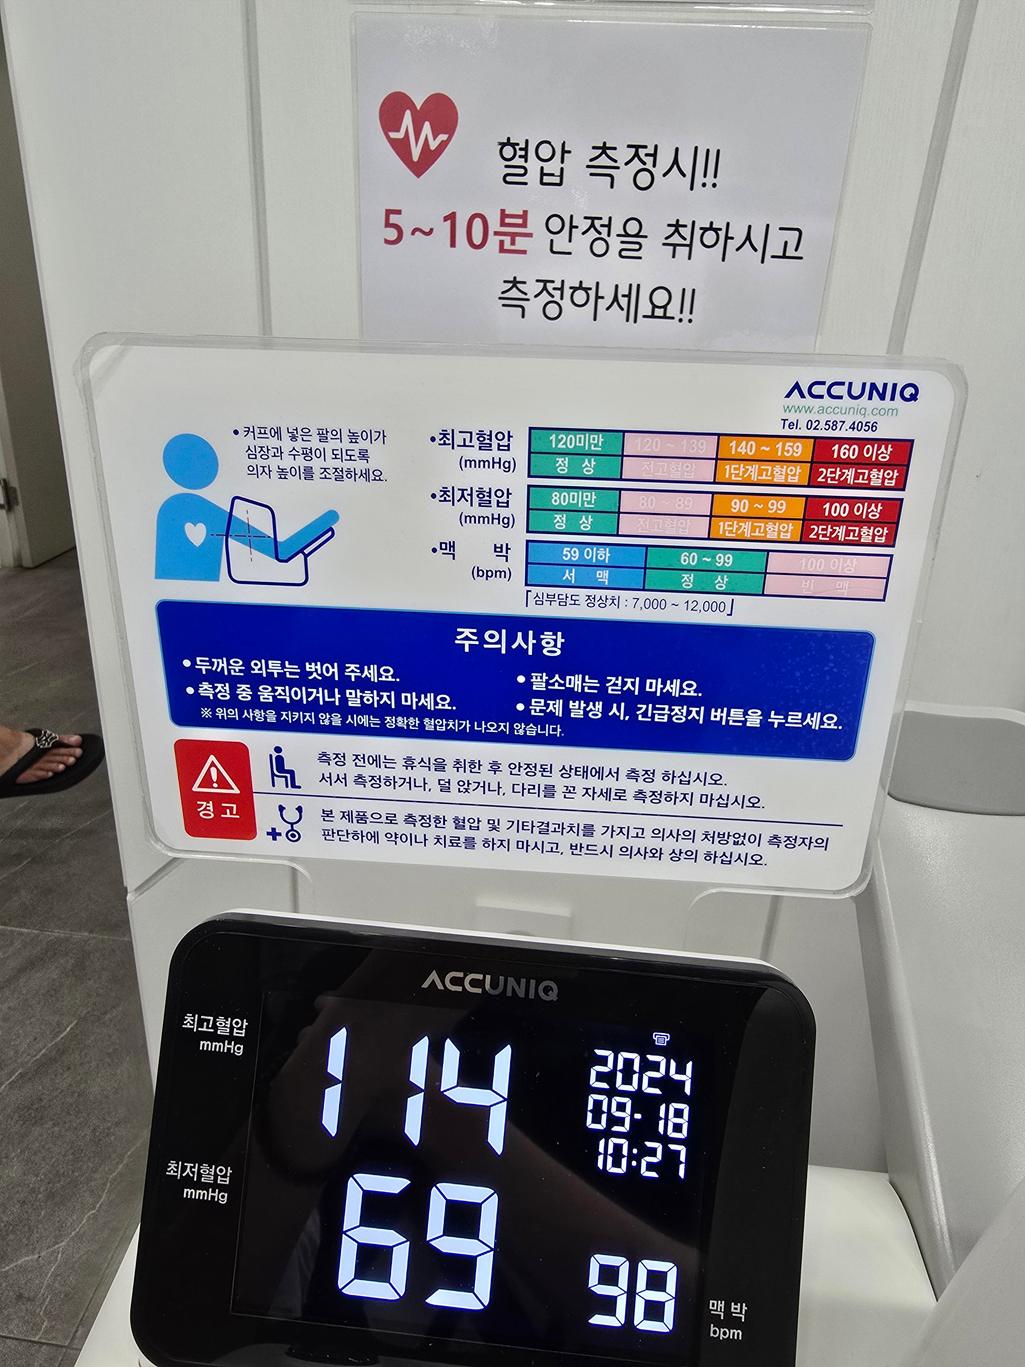 혈압 측정시!!
5~10분 안정을 취하시고
측정하세요!!
ACCUNIQ
www.accuniq.com
Tel. 02.587.4056
• 커프에 넣은 팔의 높이가
심장과 수평이 되도록
의자 높이를 조절하세요.
•최고혈압 120미만 120 ~ 139 140 ~ 159 160 이상
(mmHg) 정 상 전고혈압 1단계고혈압 2단계고혈압
•최저혈압 80미만 80 ~ 89 90 ~ 99 100 이상
(mmHg) 정 상 전고혈압 1단계고혈압 2단계고혈압
•맥 박 59 이하 60 ~ 99 100 이상
(bpm) 서 맥 정 상 빈 맥
「심부담도 정상치 : 7,000 ~ 12,000」
주의사항
• 두꺼운 외투는 벗어 주세요.
• 측정 중 움직이거나 말하지 마세요.
• 팔소매는 걷지 마세요.
• 문제 발생 시, 긴급정지 버튼을 누르세요.
※ 위의 사항을 지키지 않을 시에는 정확한 혈압치가 나오지 않습니다.
경고
측정 전에는 휴식을 취한 후 안정된 상태에서 측정 하십시오.
서서 측정하거나, 덜 앉거나, 다리를 꼰 자세로 측정하지 마십시오.
본 제품으로 측정한 혈압 및 기타결과치를 가지고 의사의 처방없이 측정자의
판단하에 약이나 치료를 하지 마시고, 반드시 의사와 상의 하십시오.
ACCUNIQ
최고혈압
mmHg
114
2024
09-18
10:27
최저혈압
mmHg
69
98
맥박
bpm